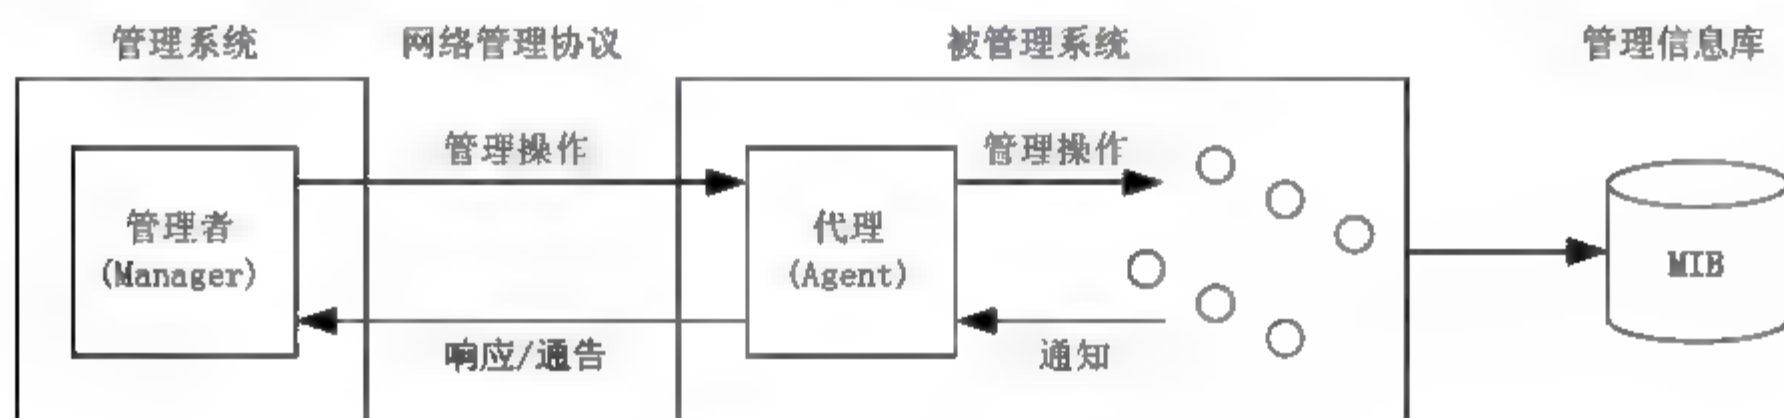 管理系统
网络管理协议
被管理系统
管理信息库
管理操作
管理操作
管理者
(Manager)
代理
(Agent)
MIB
响应/通告
通知